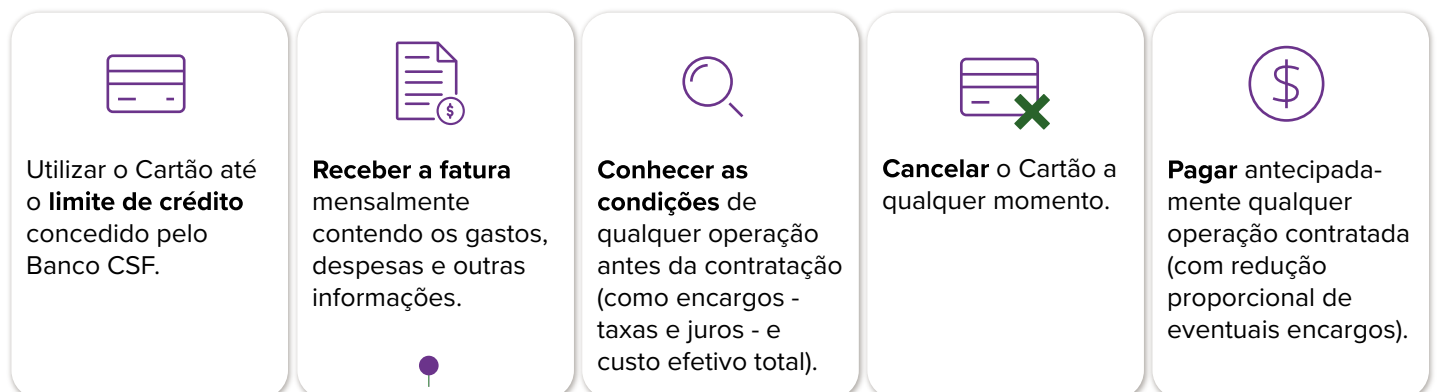 Utilizar o Cartão até
o limite de crédito
concedido pelo
Banco CSF.
Receber a fatura
mensalmente
contendo os gastos,
despesas e outras
informações.
Conhecer as
condições de
qualquer operação
antes da contratação
(como encargos -
taxas e juros - e
custo efetivo total).
Cancelar o Cartão a
qualquer momento.
Pagar antecipada-
mente qualquer
operação contratada
(com redução
proporcional de
eventuais encargos).